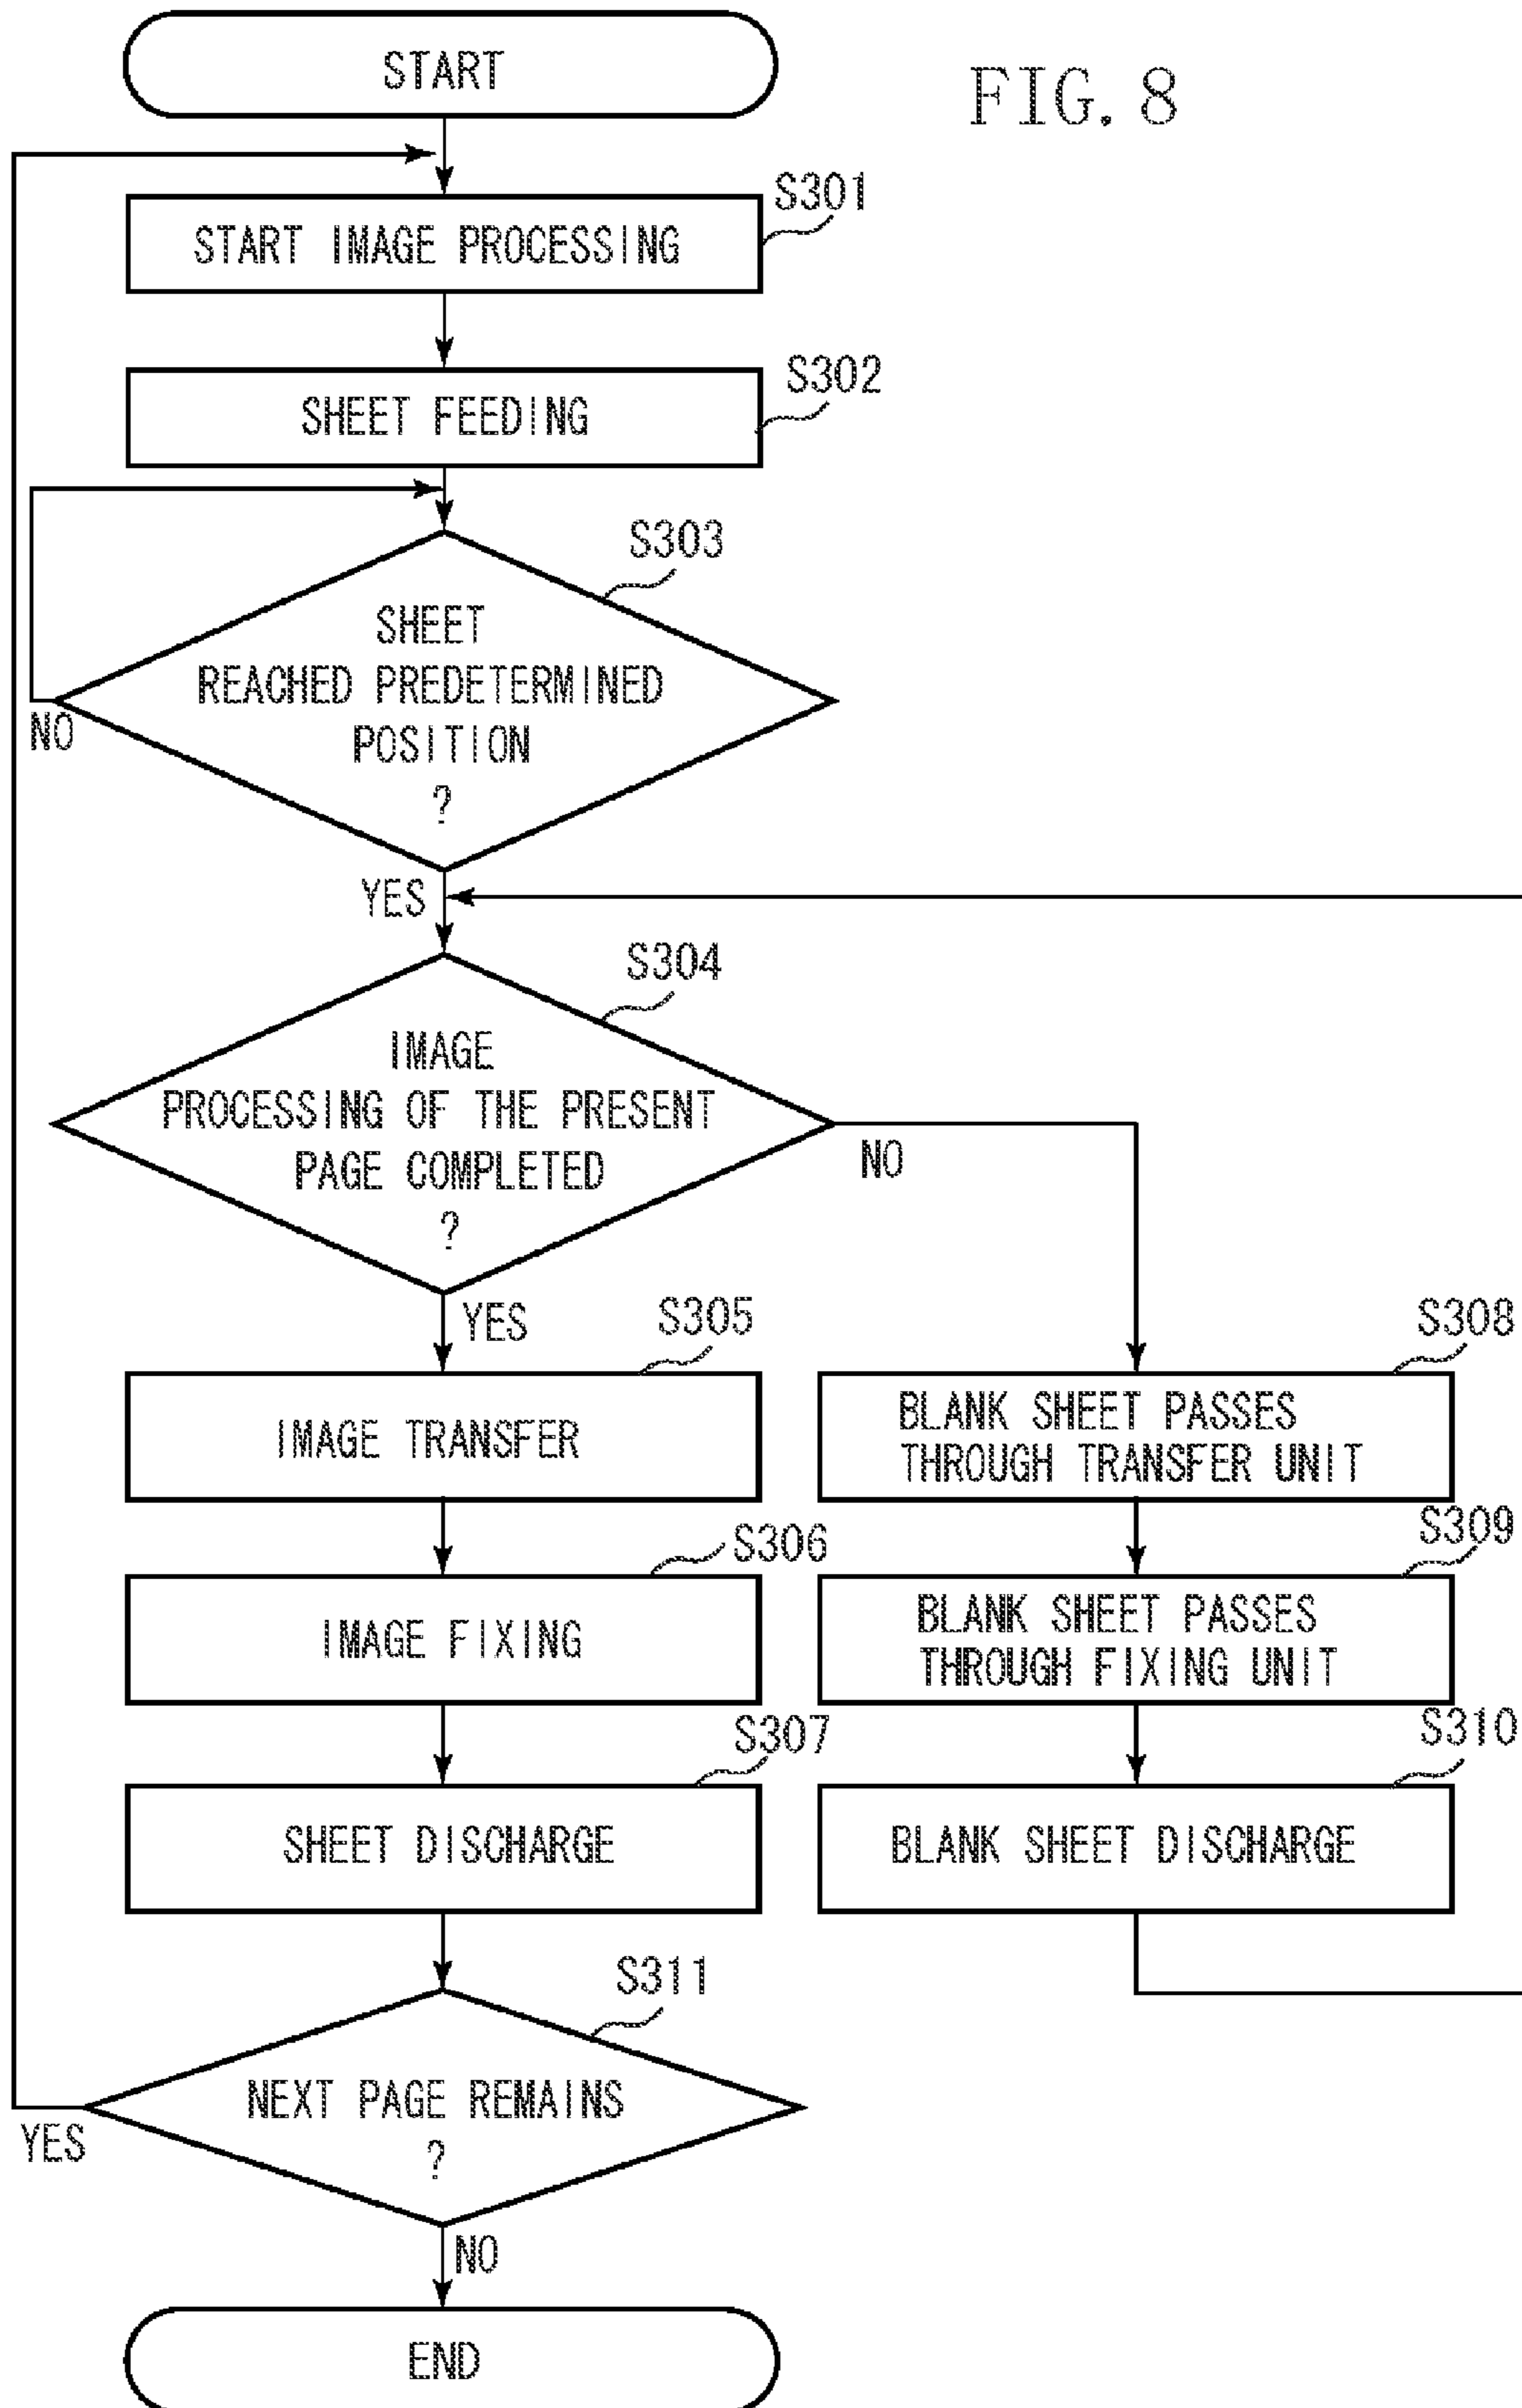 START
FIG. 8
S301
START IMAGE PROCESSING
S302
SHEET FEEDING
S303
SHEET
REACHED PREDETERMINED
POSITION
?
NO
YES
S304
IMAGE
PROCESSING OF THE PRESENT
PAGE COMPLETED
?
NO
YES
S305
IMAGE TRANSFER
S308
BLANK SHEET PASSES
THROUGH TRANSFER UNIT
S306
IMAGE FIXING
S309
BLANK SHEET PASSES
THROUGH FIXING UNIT
S307
SHEET DISCHARGE
S310
BLANK SHEET DISCHARGE
S311
NEXT PAGE REMAINS
?
YES
NO
END